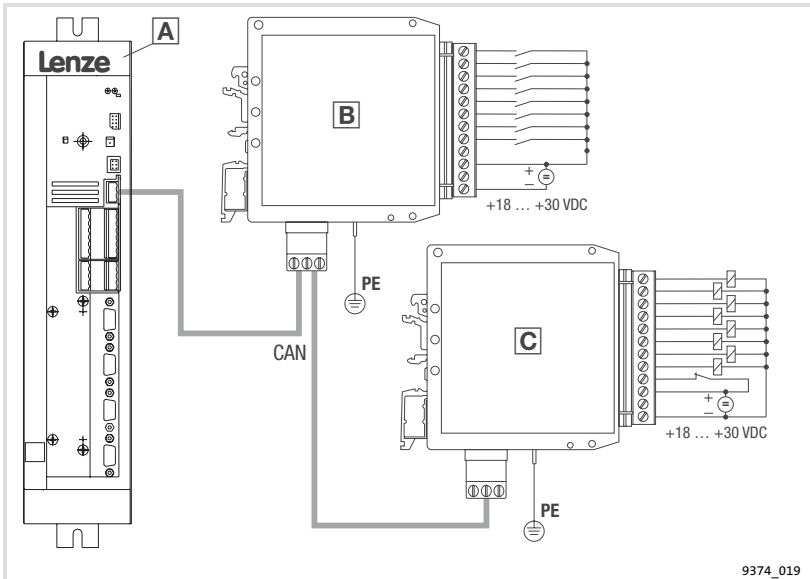 A
Lenze
B
+
−
+18 ... +30 VDC
PE
CAN
C
+
−
+18 ... +30 VDC
PE
9374_019